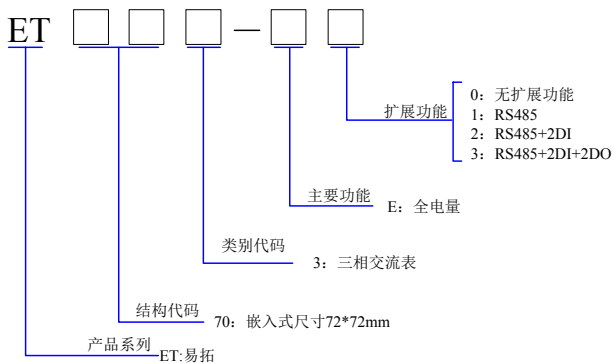 ET □ □ □ — □ □
扩展功能
0：无扩展功能
1：RS485
2：RS485+2DI
3：RS485+2DI+2DO
主要功能
E：全电量
类别代码
3：三相交流表
结构代码
70：嵌入式尺寸72*72mm
产品系列
ET:易拓